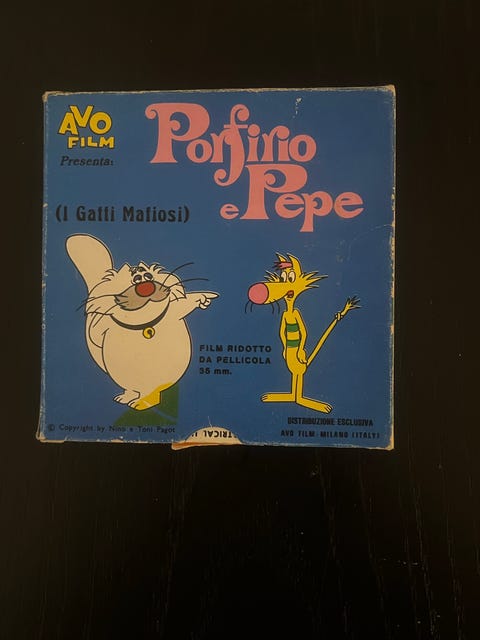 AVO
FILM
Presenta:
Porfirio
e Pepe
(I Gatti Mafiosi)
FILM RIDOTTO
DA PELLICOLA
35 mm.
© Copyright by Nino e Toni Pagot
DISTRIBUZIONE ESCLUSIVA
AVO FILM-MILANO (ITALY)